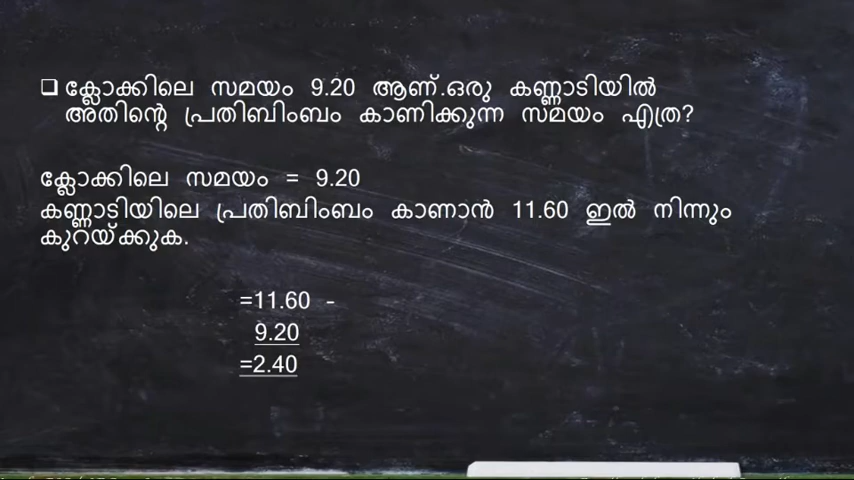 ❑ ക്ലോക്കിലെ സമയം 9.20 ആണ്.ഒരു കണ്ണാടിയിൽ
അതിന്റെ പ്രതിബിംബം കാണിക്കുന്ന സമയം എത്ര?
ക്ലോക്കിലെ സമയം = 9.20
കണ്ണാടിയിലെ പ്രതിബിംബം കാണാൻ 11.60 ഇൽ നിന്നും
കുറയ്ക്കുക.
=11.60 -
9.20
=2.40